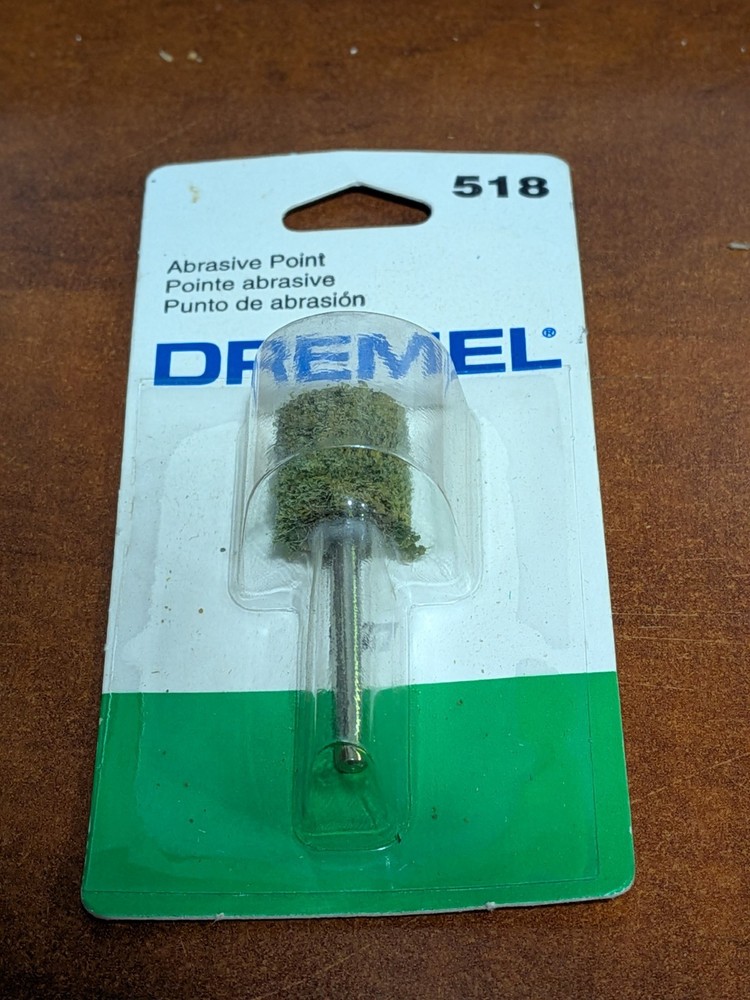 518
Abrasive Point
Pointe abrasive
Punto de abrasión
DREMEL®